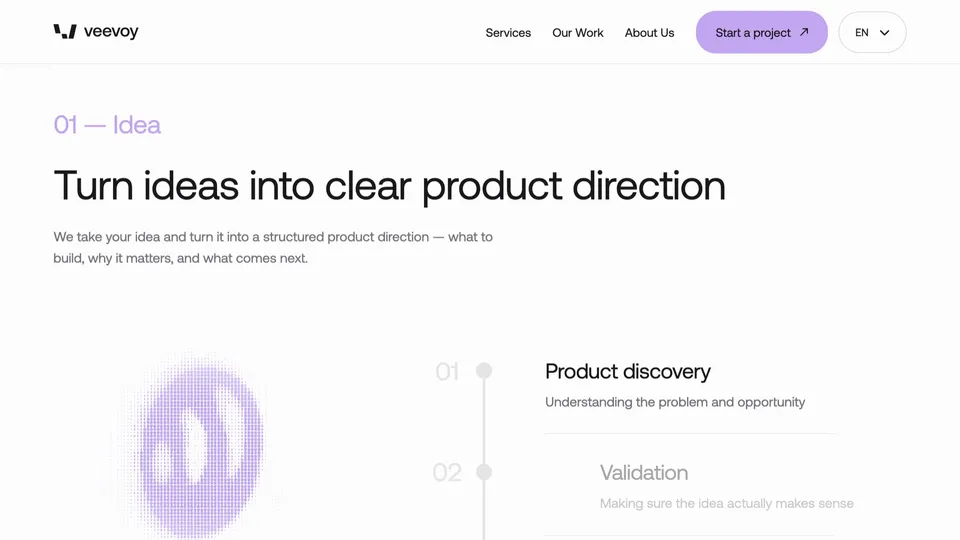 veevoy
Services
Our Work
About Us
Start a project
EN
01 — Idea
Turn ideas into clear product direction
We take your idea and turn it into a structured product direction — what to
build, why it matters, and what comes next.
01
Product discovery
Understanding the problem and opportunity
02
Validation
Making sure the idea actually makes sense